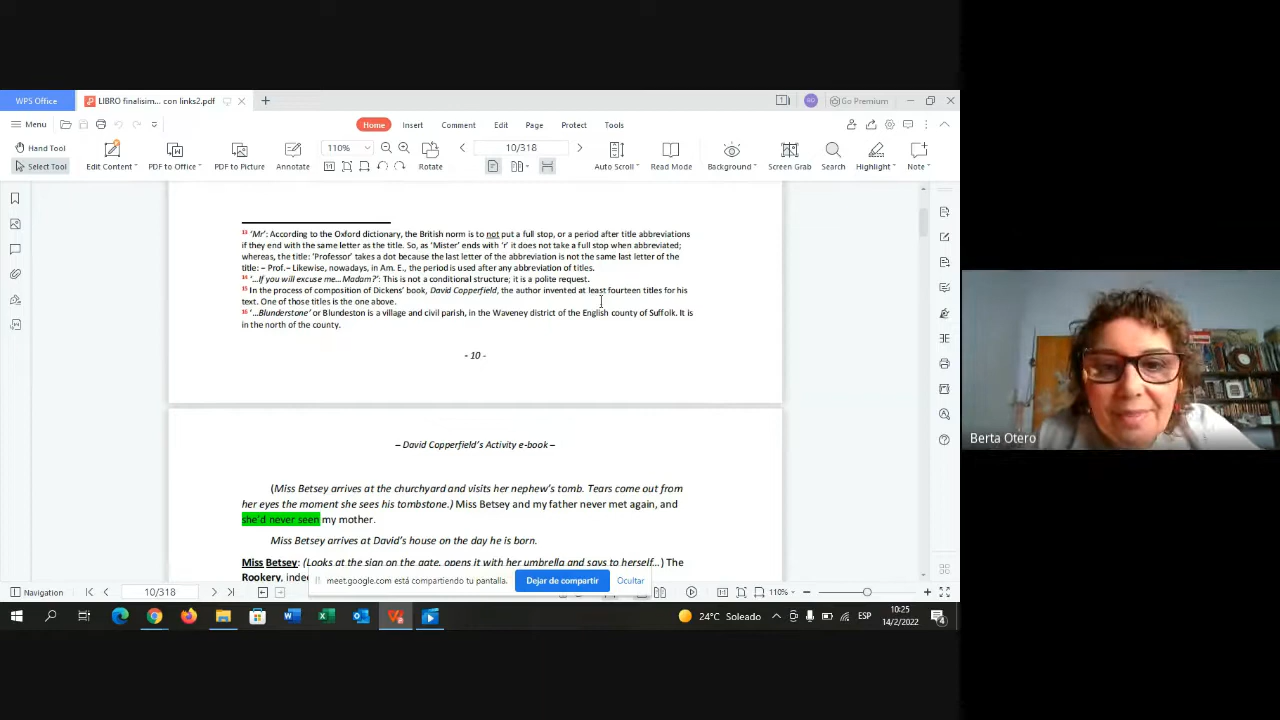 WPS Office
LIBRO finalisim... con links2.pdf
Go Premium
Menu
Home
Insert
Comment
Edit
Page
Protect
Tools
Hand Tool
Select Tool
Edit Content
PDF to Office
PDF to Picture
Annotate
110%
Rotate
10/318
Auto Scroll
Read Mode
Background
Screen Grab
Search
Highlight
Note
13 'Mr': According to the Oxford dictionary, the British norm is to not put a full stop, or a period after title abbreviations
if they end with the same letter as the title. So, as 'Mister' ends with 'r' it does not take a full stop when abbreviated;
whereas, the title: 'Professor' takes a dot because the last letter of the abbreviation is not the same last letter of the
title: – Prof.– Likewise, nowadays, in Am. E., the period is used after any abbreviation of titles.
14 '…If you will excuse me…Madam?': This is not a conditional structure; it is a polite request.
15 In the process of composition of Dickens' book, David Copperfield, the author invented at least fourteen titles for his
text. One of those titles is the one above.
16 '…Blunderstone' or Blundeston is a village and civil parish, in the Waveney district of the English county of Suffolk. It is
in the north of the county.
- 10 -
– David Copperfield's Activity e-book –
(Miss Betsey arrives at the churchyard and visits her nephew's tomb. Tears come out from
her eyes the moment she sees his tombstone.) Miss Betsey and my father never met again, and
she'd never seen my mother.
Miss Betsey arrives at David's house on the day he is born.
Miss Betsey: (Looks at the sign on the gate, opens it with her umbrella and says to herself…) The
Rookery, indee
meet.google.com está compartiendo tu pantalla.
Dejar de compartir
Ocultar
Navigation
10/318
110%
24°C Soleado
ESP
10:25
14/2/2022
4
Berta Otero